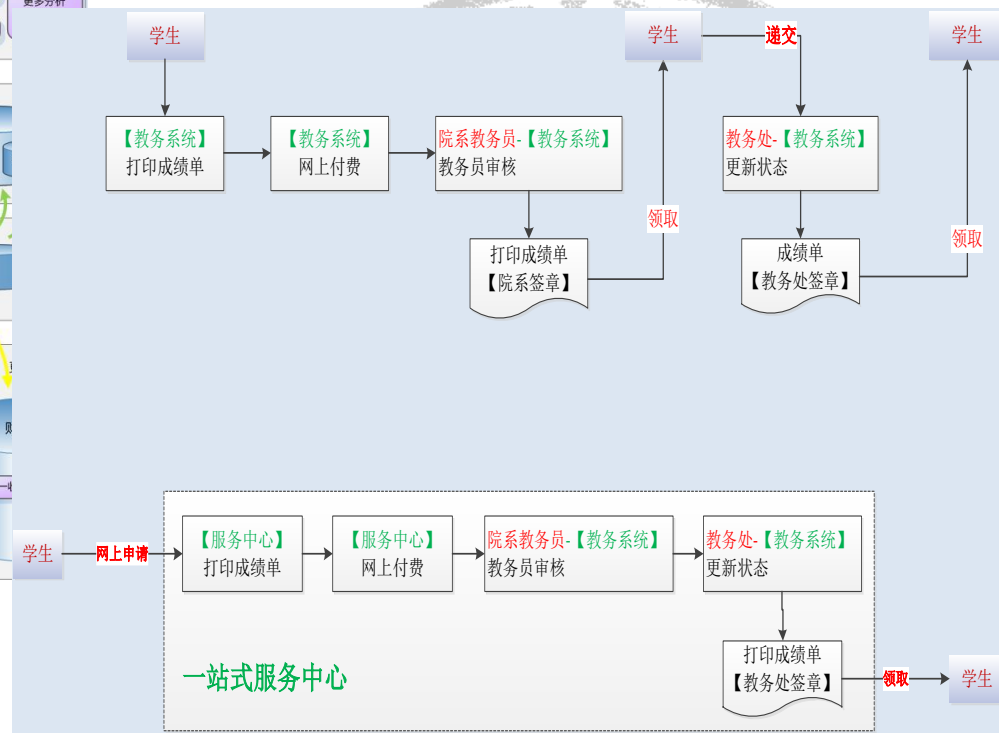 更多分析
学生
学生
递交
学生
【教务系统】
打印成绩单
【教务系统】
网上付费
院系教务员-【教务系统】
教务员审核
教务处-【教务系统】
更新状态
领取
领取
打印成绩单
【院系签章】
成绩单
【教务处签章】
学生
网上申请
【服务中心】
打印成绩单
【服务中心】
网上付费
院系教务员-【教务系统】
教务员审核
教务处-【教务系统】
更新状态
一站式服务中心
打印成绩单
【教务处签章】
领取
学生